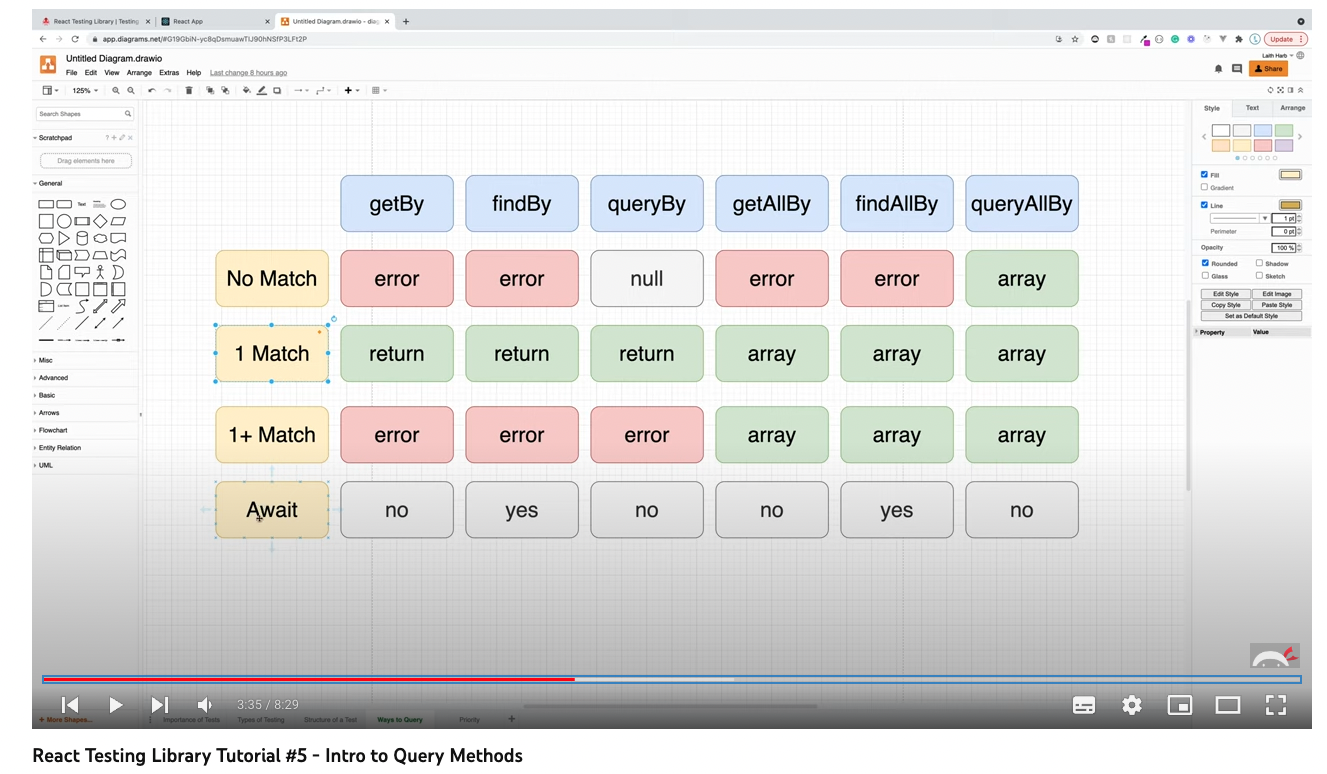 React Testing Library | Testing
React App
Untitled Diagram.drawio - diag
app.diagrams.net/#G19GbiN-yc8qDsmuawTlJ90hNSfP3LFt2P
Update
Untitled Diagram.drawio
Laith Harb
File Edit View Arrange Extras Help Last change 8 hours ago
Share
125%
Search Shapes
Style Text Arrange
Scratchpad
Drag elements here
General
Text
Fill
Gradient
Line
1 pt
Perimeter 0 pt
Opacity 100 %
Rounded Shadow
Glass Sketch
Edit Style Edit Image
Copy Style Paste Style
Set as Default Style
Property Value
getBy findBy queryBy getAllBy findAllBy queryAllBy
No Match error error null error error array
1 Match return return return array array array
1+ Match error error error array array array
Await no yes no no yes no
Misc
Advanced
Basic
Arrows
Flowchart
Entity Relation
UML
3:35 / 8:29
+ More Shapes...
Importance of Tests Types of Testing Structure of a Test Ways to Query Priority
React Testing Library Tutorial #5 - Intro to Query Methods